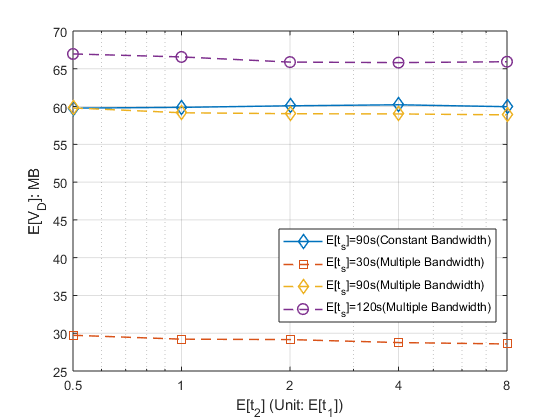 70
65
60
55
50
45
40
35
30
25
E[V_D]: MB
E[t_s]=90s(Constant Bandwidth)
E[t_s]=30s(Multiple Bandwidth)
E[t_s]=90s(Multiple Bandwidth)
E[t_s]=120s(Multiple Bandwidth)
0.5 1 2 4 8
E[t_2] (Unit: E[t_1])